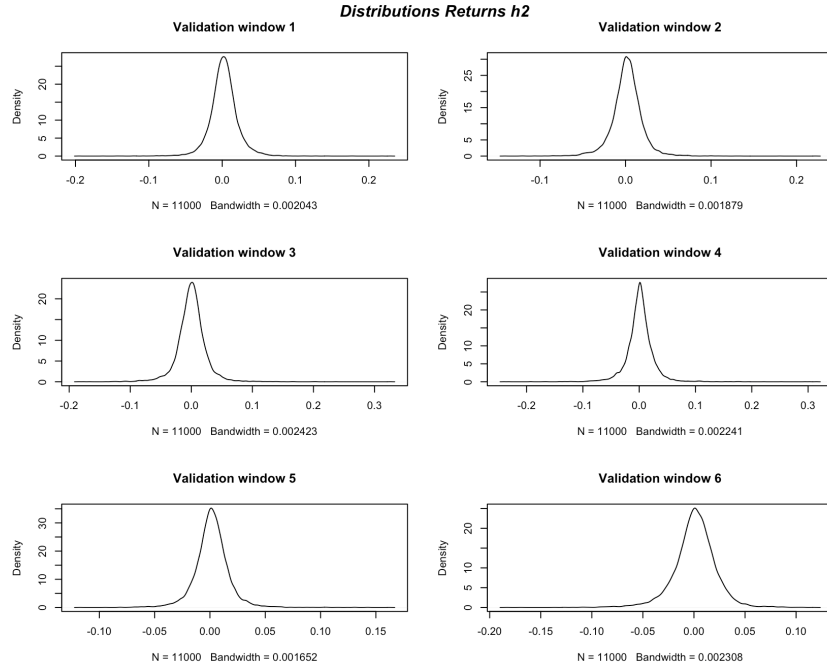 Distributions Returns h2
Validation window 1
Density
0 5 10 20
-0.2 -0.1 0.0 0.1 0.2
N = 11000 Bandwidth = 0.002043
Validation window 2
Density
0 5 15 25
-0.1 0.0 0.1 0.2
N = 11000 Bandwidth = 0.001879
Validation window 3
Density
0 5 10 20
-0.2 -0.1 0.0 0.1 0.2 0.3
N = 11000 Bandwidth = 0.002423
Validation window 4
Density
0 5 10 20
-0.2 -0.1 0.0 0.1 0.2 0.3
N = 11000 Bandwidth = 0.002241
Validation window 5
Density
0 10 20 30
-0.10 -0.05 0.00 0.05 0.10 0.15
N = 11000 Bandwidth = 0.001652
Validation window 6
Density
0 5 10 20
-0.20 -0.15 -0.10 -0.05 0.00 0.05 0.10
N = 11000 Bandwidth = 0.002308